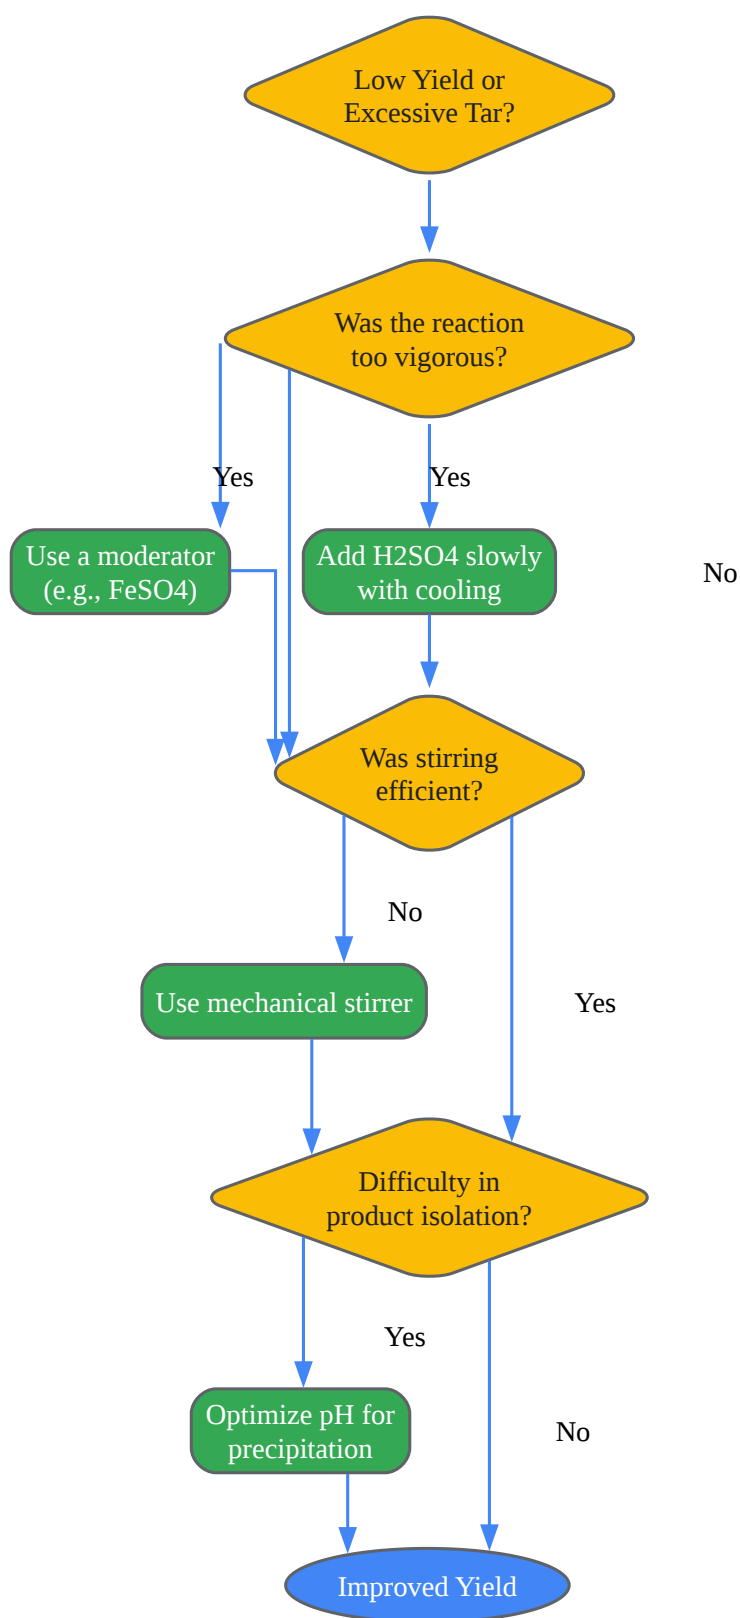 Low Yield or
Excessive Tar?
Was the reaction
too vigorous?
Yes
Yes
Use a moderator
(e.g., FeSO4)
Add H2SO4 slowly
with cooling
No
Was stirring
efficient?
No
Use mechanical stirrer
Yes
Difficulty in
product isolation?
Yes
Optimize pH for
precipitation
No
Improved Yield